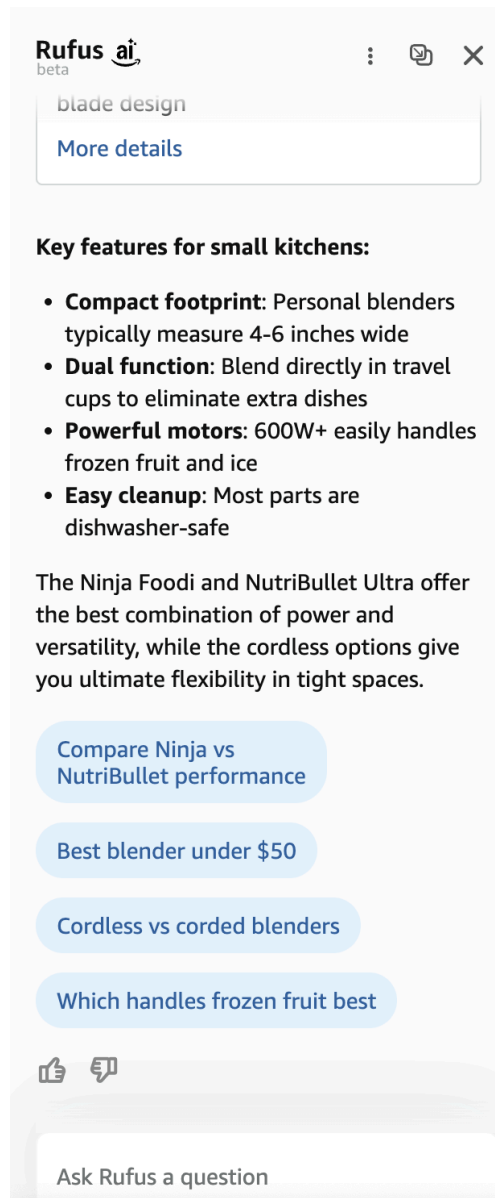 Rufus ai
beta
blade design
More details
Key features for small kitchens:
• Compact footprint: Personal blenders
typically measure 4-6 inches wide
• Dual function: Blend directly in travel
cups to eliminate extra dishes
• Powerful motors: 600W+ easily handles
frozen fruit and ice
• Easy cleanup: Most parts are
dishwasher-safe
The Ninja Foodi and NutriBullet Ultra offer
the best combination of power and
versatility, while the cordless options give
you ultimate flexibility in tight spaces.
Compare Ninja vs
NutriBullet performance
Best blender under $50
Cordless vs corded blenders
Which handles frozen fruit best
Ask Rufus a question